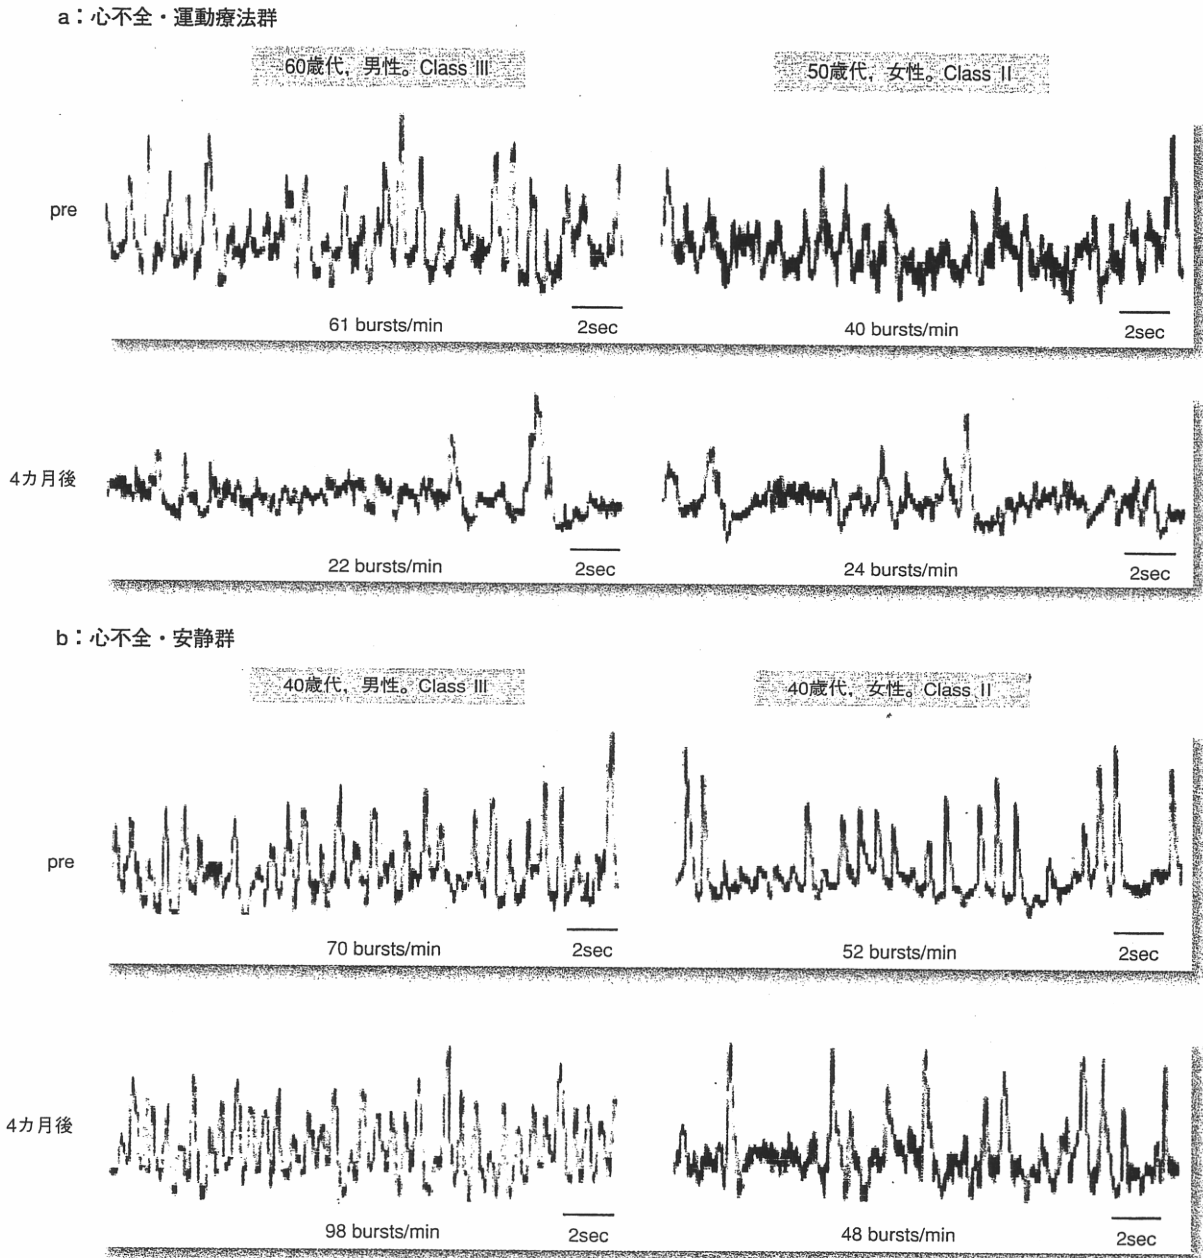 a:心不全・運動療法群
60歳代,男性。Class III
50歳代,女性。Class II
pre
61 bursts/min
2sec
40 bursts/min
2sec
4カ月後
22 bursts/min
2sec
24 bursts/min
2sec
b:心不全・安静群
40歳代,男性。Class III
40歳代,女性。Class II
pre
70 bursts/min
2sec
52 bursts/min
2sec
4カ月後
98 bursts/min
2sec
48 bursts/min
2sec